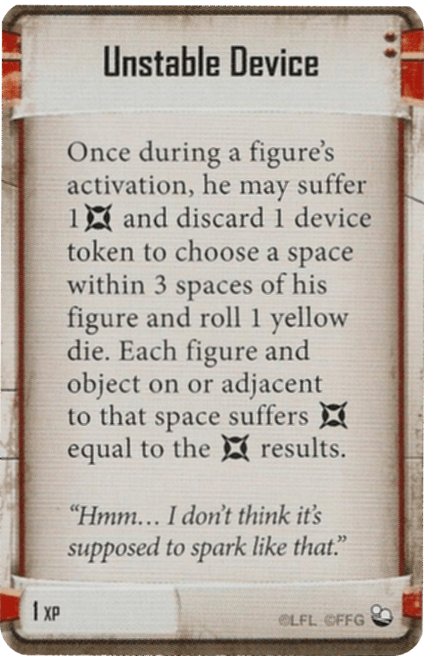 Unstable Device
Once during a figure's
activation, he may suffer
1 and discard 1 device
token to choose a space
within 3 spaces of his
figure and roll 1 yellow
die. Each figure and
object on or adjacent
to that space suffers
equal to the results.
“Hmm… I don't think it's
supposed to spark like that.”
1 XP
©LFL ©FFG